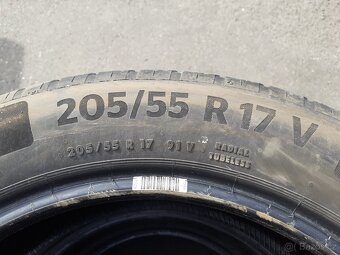 205/55 R 17 V
205/55 R 17 91 V RADIAL
TUBELESS